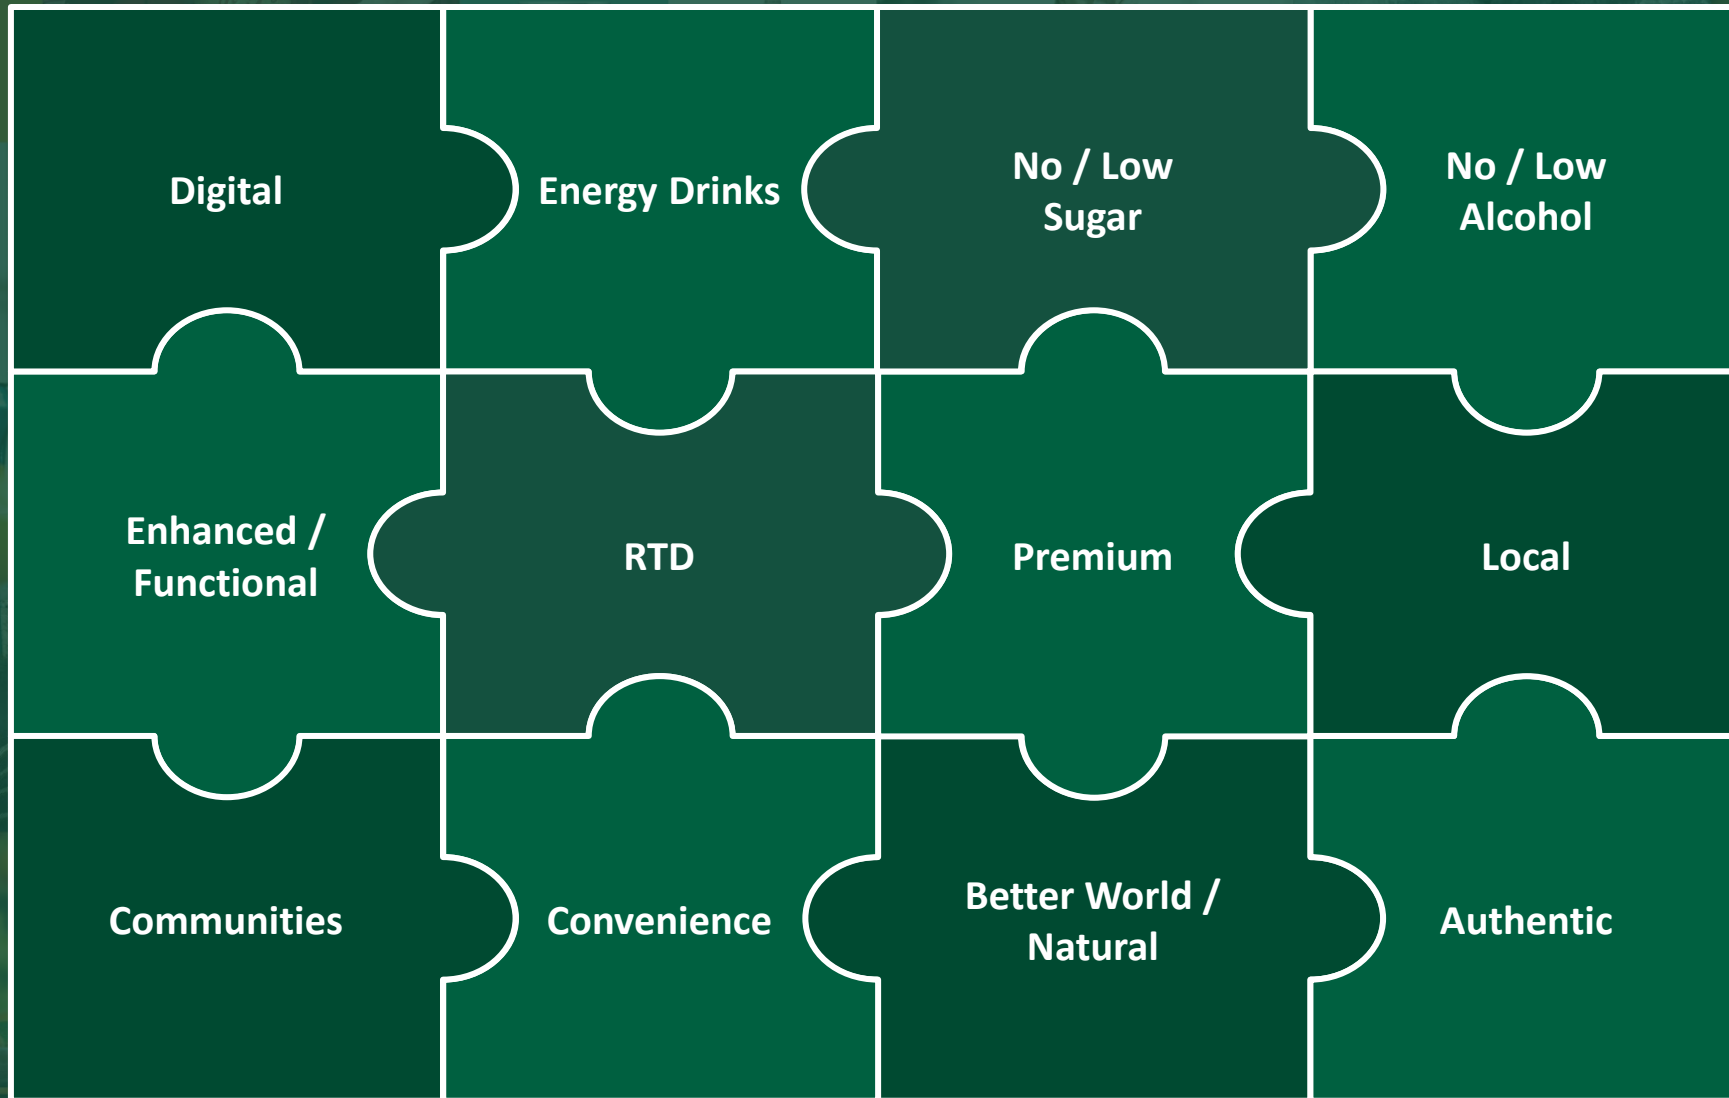 Digital
Energy Drinks
No / Low
Sugar
No / Low
Alcohol
Enhanced /
Functional
RTD
Premium
Local
Communities
Convenience
Better World /
Natural
Authentic